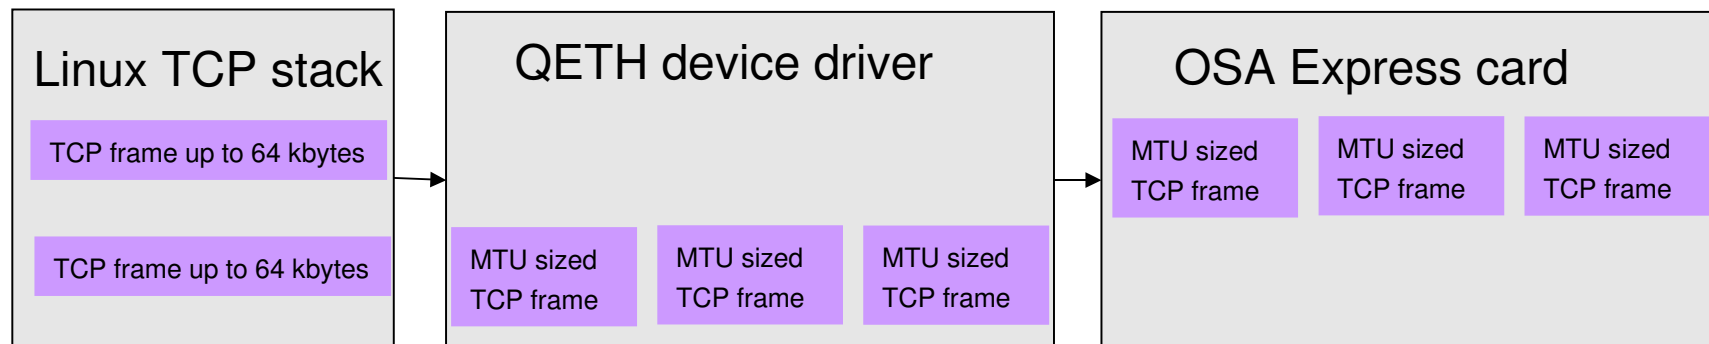 Linux TCP stack
TCP frame up to 64 kbytes
TCP frame up to 64 kbytes
QETH device driver
MTU sized
TCP frame
MTU sized
TCP frame
MTU sized
TCP frame
OSA Express card
MTU sized
TCP frame
MTU sized
TCP frame
MTU sized
TCP frame